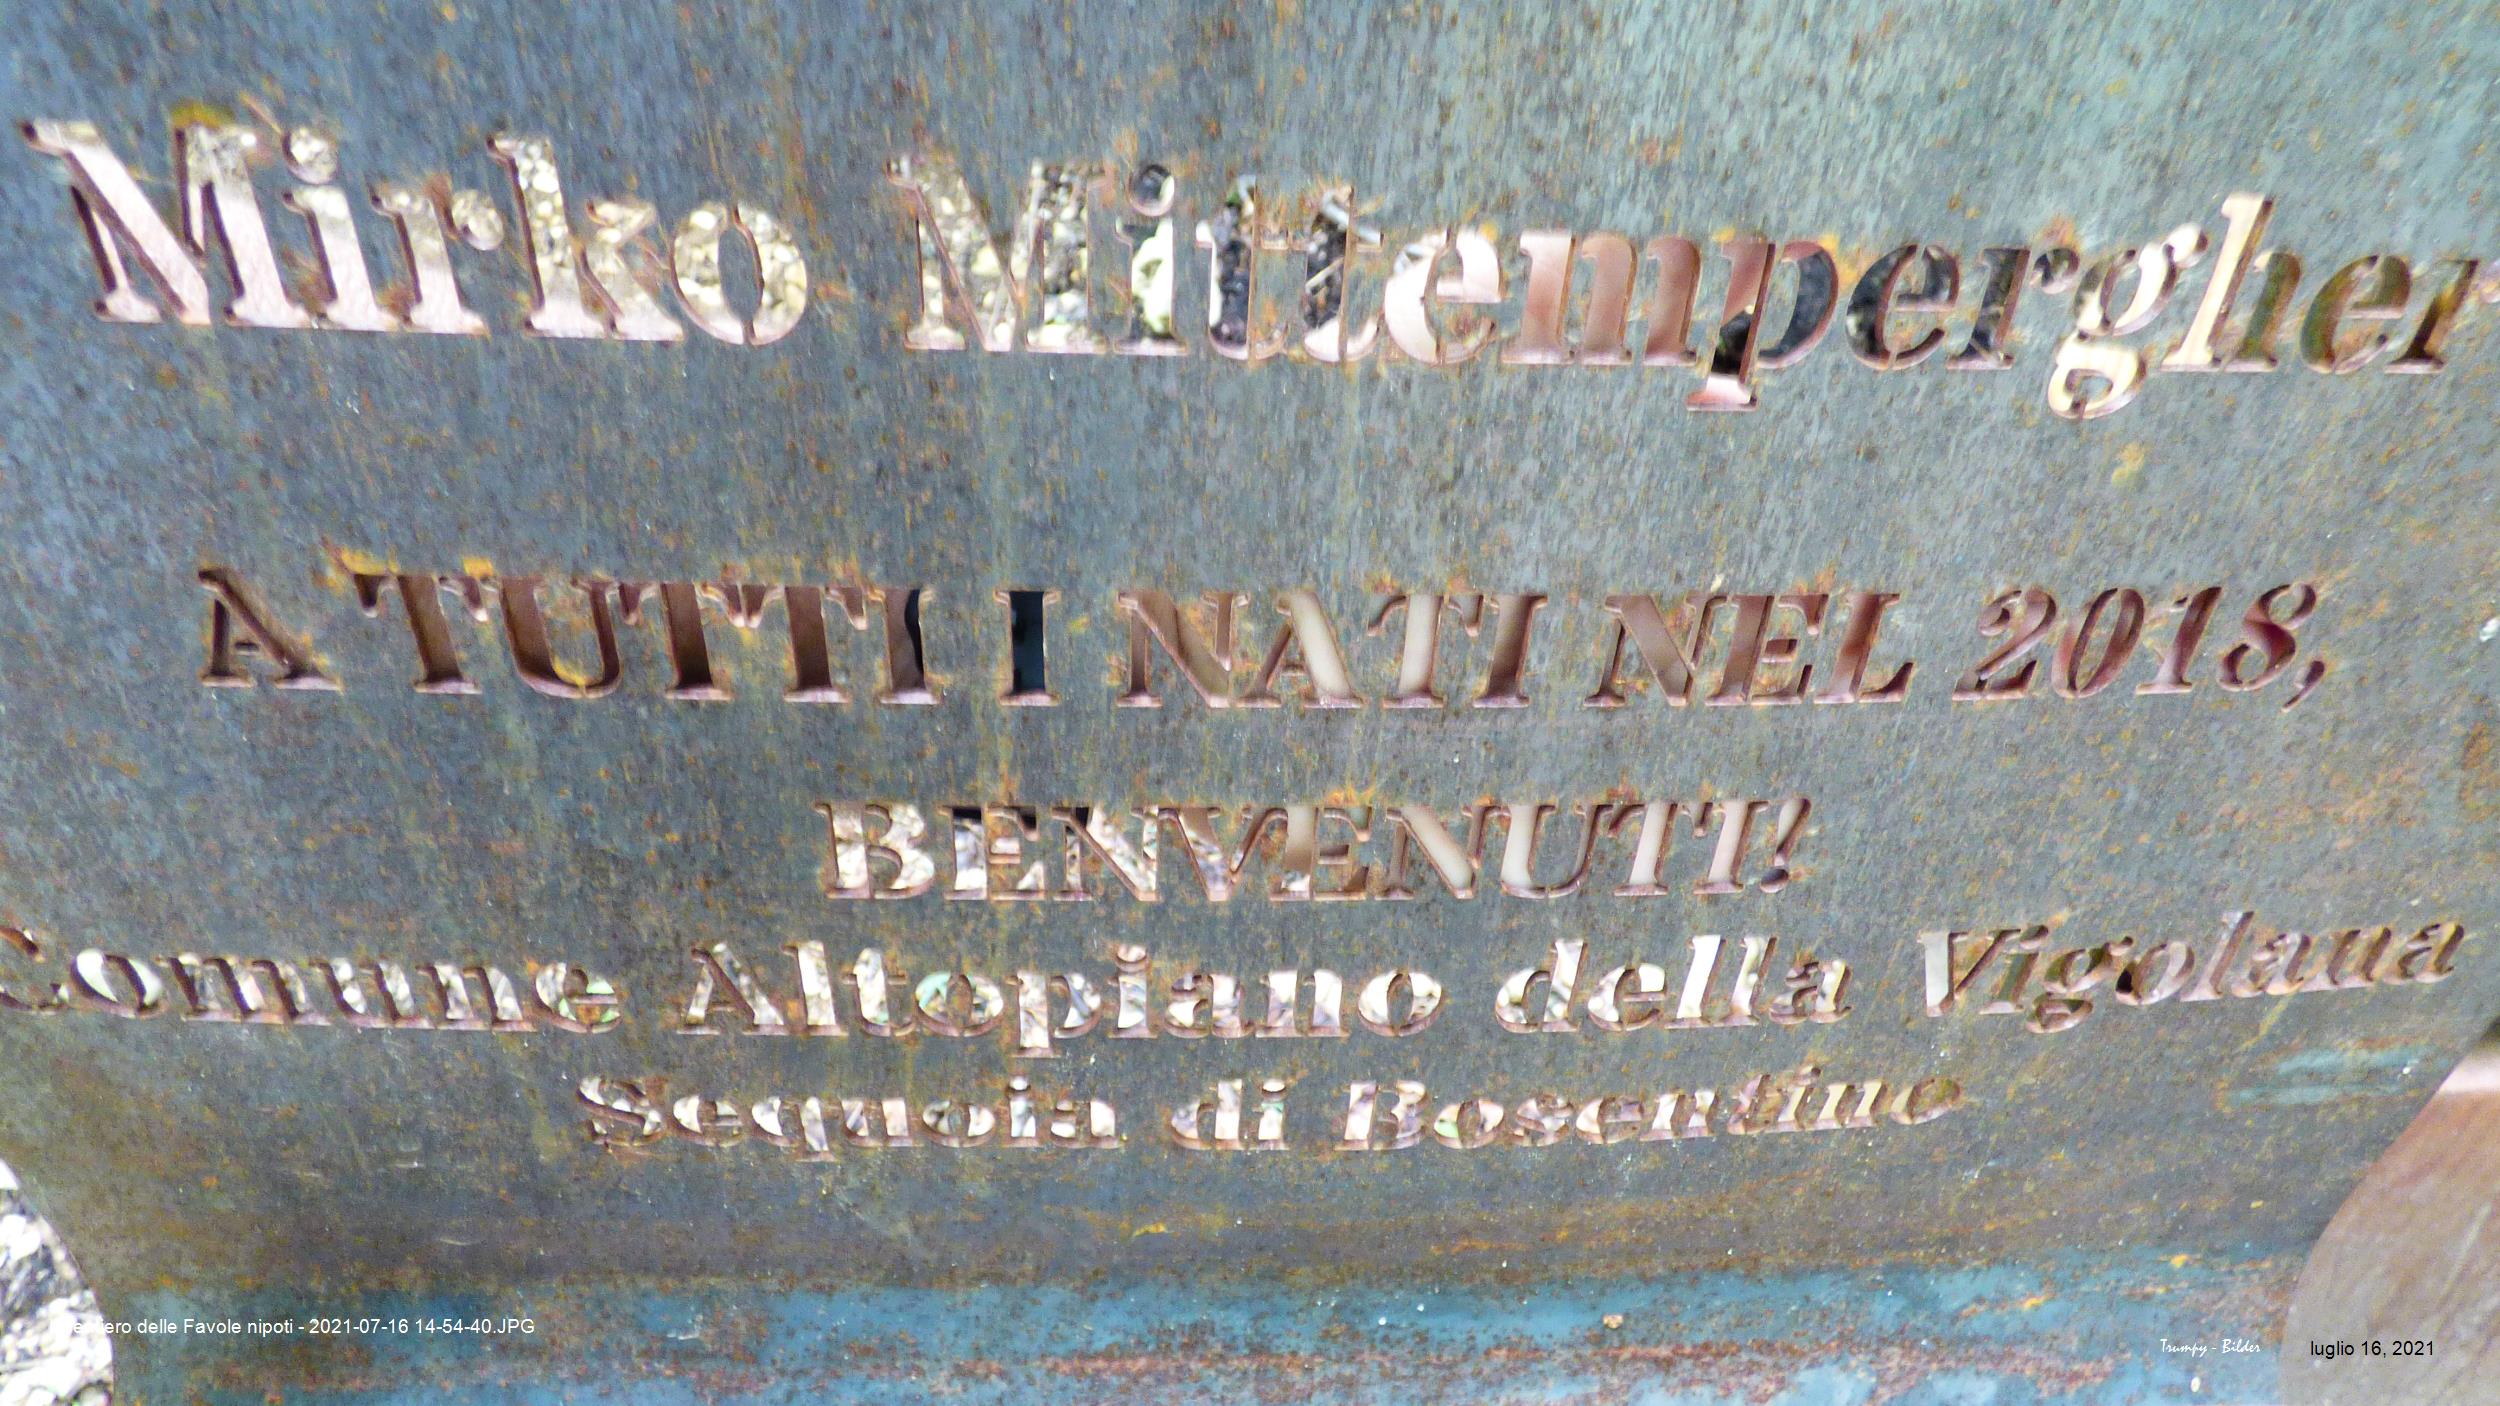 Mirko Mittempergher
A TUTTI I NATI NEL 2018,
BENVENUTI!
Comune Altopiano della Vigolana
Sequoia di Bosentino
delle Favole nipoti - 2021-07-16 14-54-40.JPG
Trumpy - Bilder
luglio 16, 2021